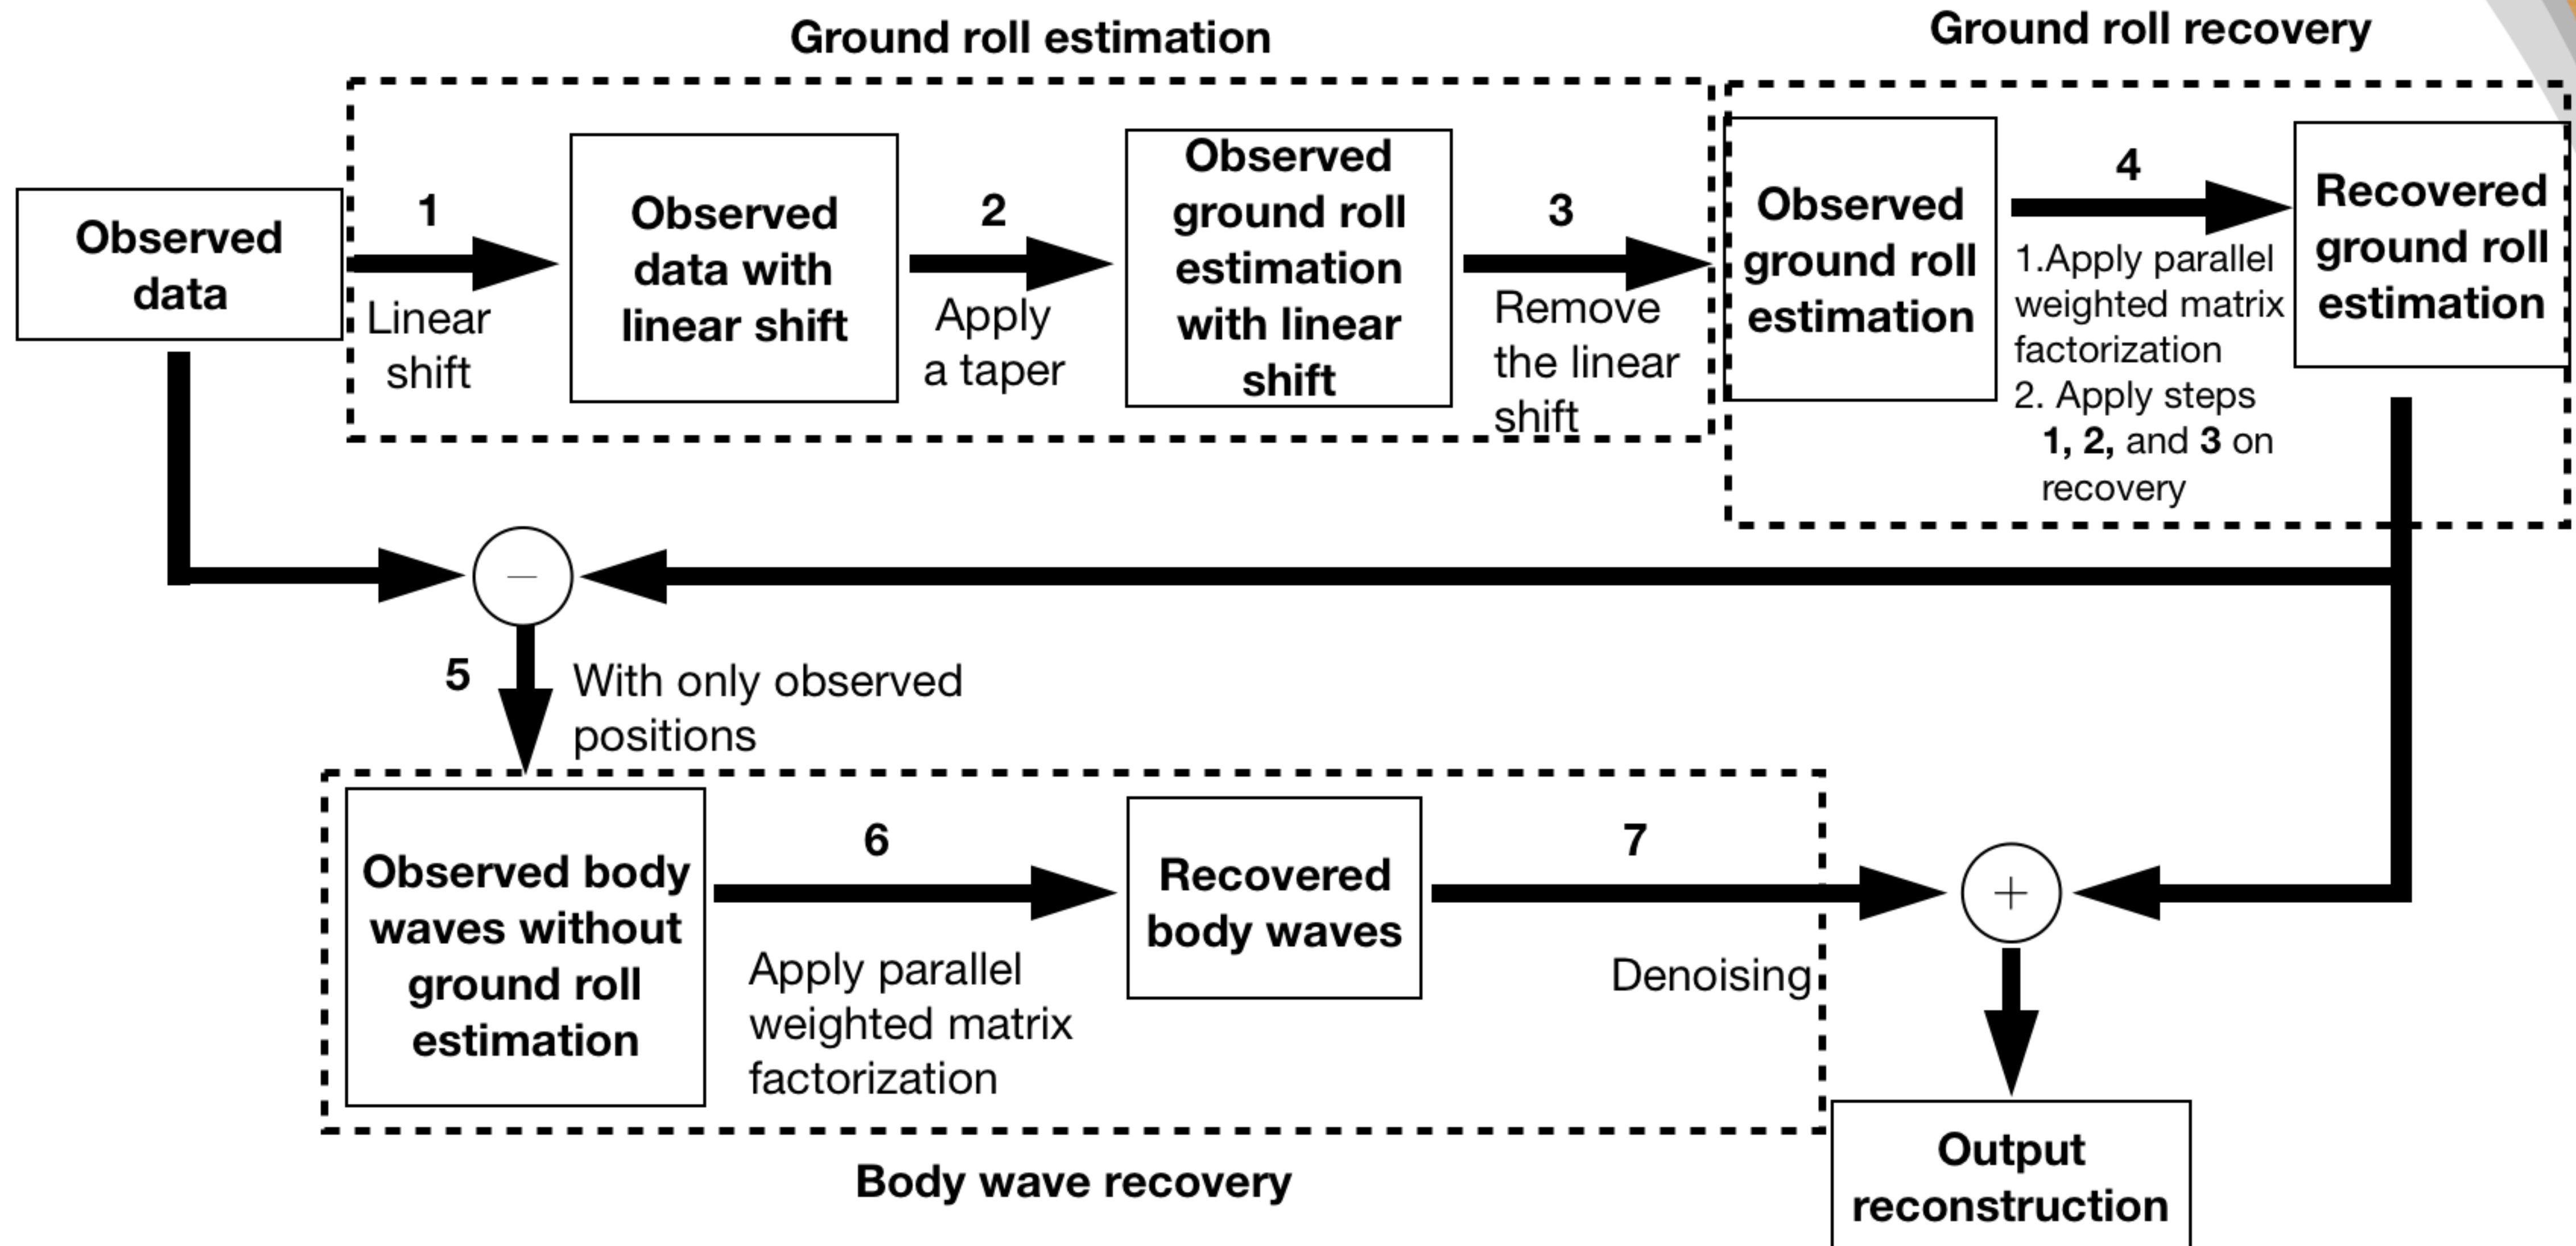 Ground roll estimation
Ground roll recovery
Observed
data
1
Linear
shift
Observed
data with
linear shift
2
Apply
a taper
Observed
ground roll
estimation
with linear
shift
3
Remove
the linear
shift
Observed
ground roll
estimation
4
1.Apply parallel
weighted matrix
factorization
2. Apply steps
1, 2, and 3 on
recovery
Recovered
ground roll
estimation
−
5
With only observed
positions
Observed body
waves without
ground roll
estimation
6
Apply parallel
weighted matrix
factorization
Recovered
body waves
7
Denoising
+
Output
reconstruction
Body wave recovery